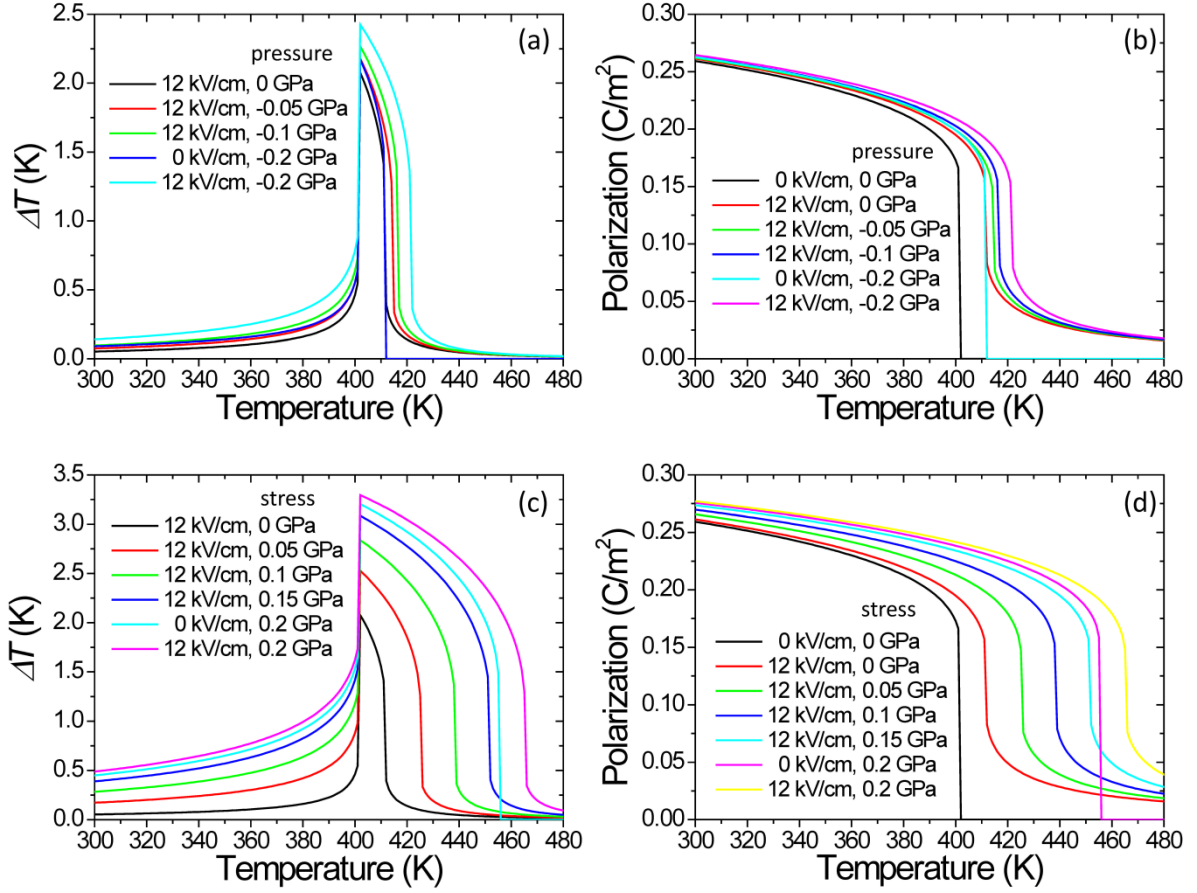 (a)
pressure
12 kV/cm, 0 GPa
12 kV/cm, -0.05 GPa
12 kV/cm, -0.1 GPa
0 kV/cm, -0.2 GPa
12 kV/cm, -0.2 GPa
ΔT (K)
2.5
2.0
1.5
1.0
0.5
0.0
300 320 340 360 380 400 420 440 460 480
Temperature (K)
(b)
pressure
0 kV/cm, 0 GPa
12 kV/cm, 0 GPa
12 kV/cm, -0.05 GPa
12 kV/cm, -0.1 GPa
0 kV/cm, -0.2 GPa
12 kV/cm, -0.2 GPa
Polarization (C/m²)
0.30
0.25
0.20
0.15
0.10
0.05
0.00
300 320 340 360 380 400 420 440 460 480
Temperature (K)
(c)
stress
12 kV/cm, 0 GPa
12 kV/cm, 0.05 GPa
12 kV/cm, 0.1 GPa
12 kV/cm, 0.15 GPa
0 kV/cm, 0.2 GPa
12 kV/cm, 0.2 GPa
ΔT (K)
3.5
3.0
2.5
2.0
1.5
1.0
0.5
0.0
300 320 340 360 380 400 420 440 460 480
Temperature (K)
(d)
stress
0 kV/cm, 0 GPa
12 kV/cm, 0 GPa
12 kV/cm, 0.05 GPa
12 kV/cm, 0.1 GPa
12 kV/cm, 0.15 GPa
0 kV/cm, 0.2 GPa
12 kV/cm, 0.2 GPa
Polarization (C/m²)
0.30
0.25
0.20
0.15
0.10
0.05
0.00
300 320 340 360 380 400 420 440 460 480
Temperature (K)